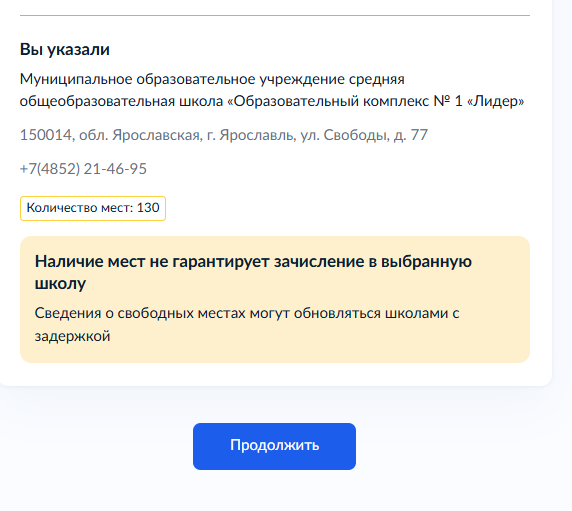 Вы указали
Муниципальное образовательное учреждение средняя
общеобразовательная школа «Образовательный комплекс № 1 «Лидер»
150014, обл. Ярославская, г. Ярославль, ул. Свободы, д. 77
+7(4852) 21-46-95
Количество мест: 130
Наличие мест не гарантирует зачисление в выбранную
школу
Сведения о свободных местах могут обновляться школами с
задержкой
Продолжить